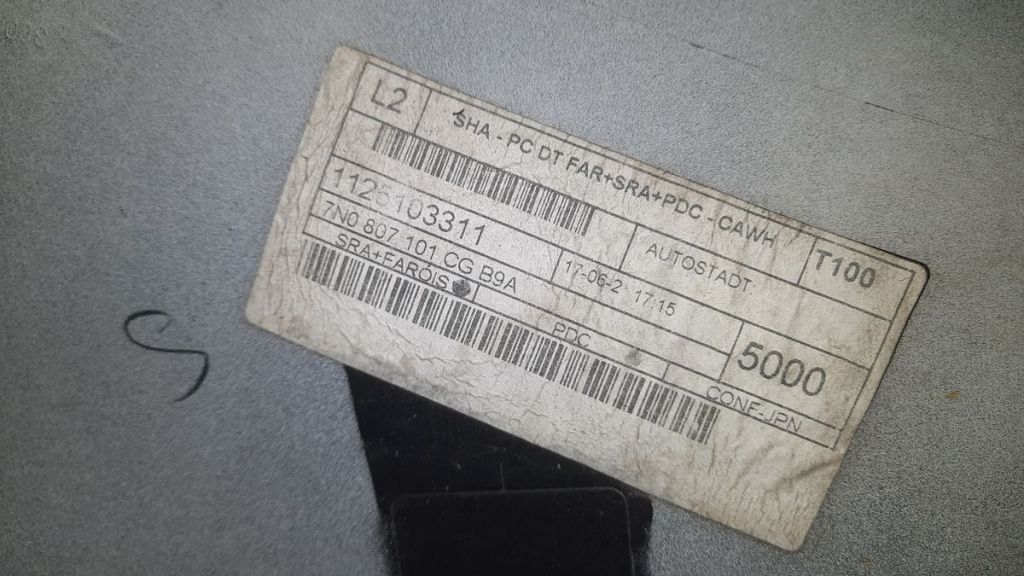 L2
SHA - PC DT FAR+SRA+PDC - CAWH
T100
AUTOSTADT
1125103311
17-06-2 17:15
7N0 807 101 CG B9A
5000
SRA+FARÓIS
PDC
CONF.JPN
S